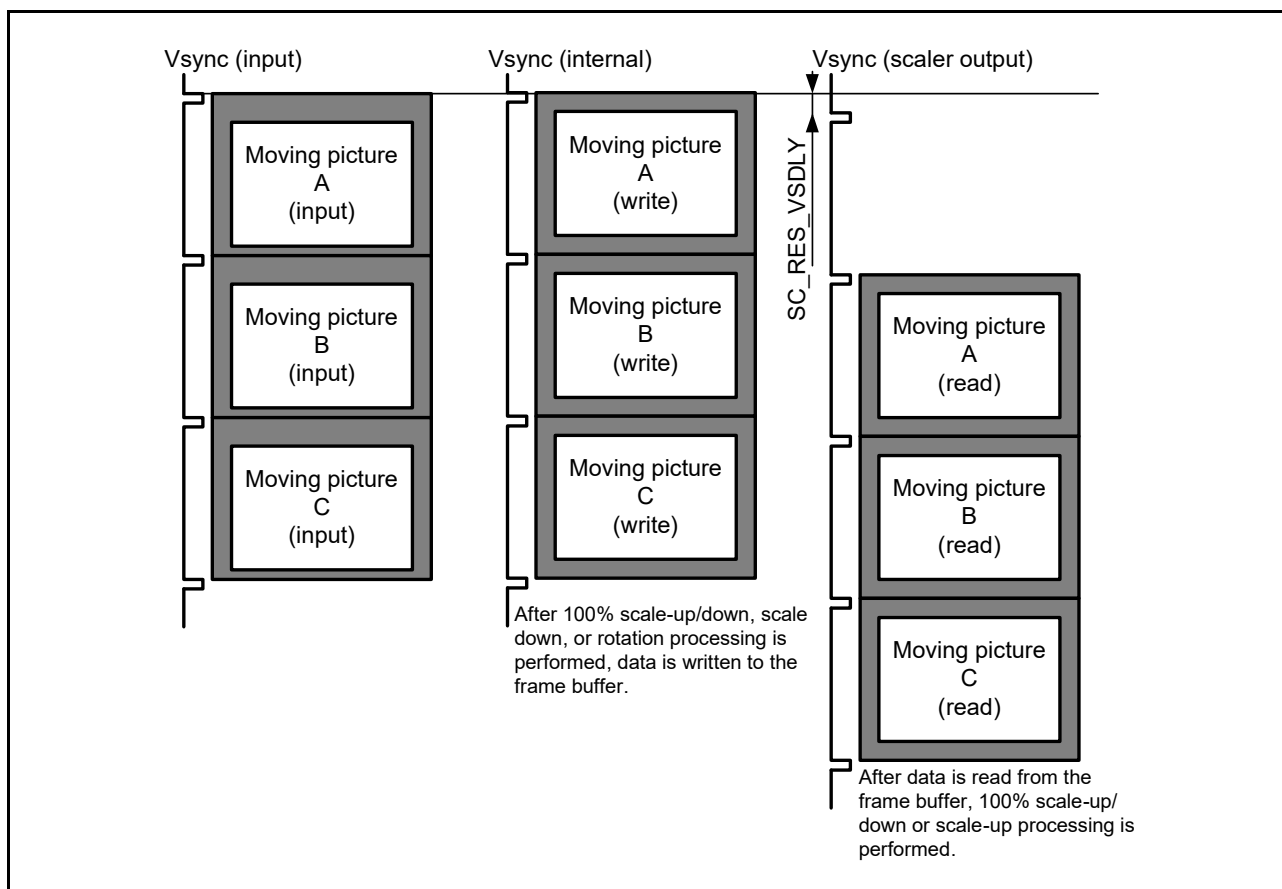 Vsync (input)
Vsync (internal)
Vsync (scaler output)
Moving picture
A
(input)
Moving picture
B
(input)
Moving picture
C
(input)
Moving picture
A
(write)
Moving picture
B
(write)
Moving picture
C
(write)
After 100% scale-up/down, scale
down, or rotation processing is
performed, data is written to the
frame buffer.
SC_RES_VSDLY
Moving picture
A
(read)
Moving picture
B
(read)
Moving picture
C
(read)
After data is read from the
frame buffer, 100% scale-up/
down or scale-up processing is
performed.